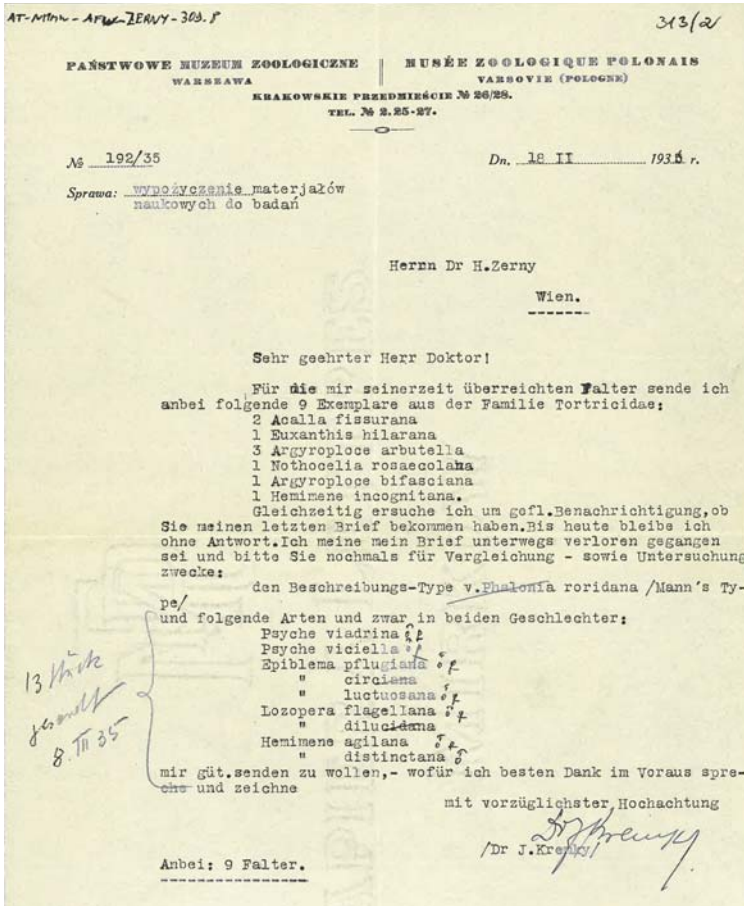 AT-NMW-AFW-ZERNY-309.8
313/2
PAŃSTWOWE MUZEUM ZOOLOGICZNE
WARSZAWA
MUSÉE ZOOLOGIQUE POLONAIS
VARSOVIE (POLOGNE)
KRAKOWSKIE PRZEDMIEŚCIE № 26/28.
TEL. № 2.25-27.
№ 192/35
Dn. 18 II 1935 r.
Sprawa: wypożyczenie materjałów
naukowych do badań
Herrn Dr H.Zerny
Wien.
Sehr geehrter Herr Doktor!
Für die mir seinerzeit überreichten Falter sende ich
anbei folgende 9 Exemplare aus der Familie Tortricidae:
2 Acalla fissurana
1 Euxanthis hilarana
3 Argyroploce arbutella
1 Nothocelia rosaecolana
1 Argyroploce bifasciana
1 Hemimene incognitana.
Gleichzeitig ersuche ich um gefl.Benachrichtigung,ob
Sie meinen letzten Brief bekommen haben.Bis heute bleibe ich
ohne Antwort.Ich meine mein Brief unterwegs verloren gegangen
sei und bitte Sie nochmals für Vergleichung - sowie Untersuchung
zwecke:
den Beschreibungs-Type v.Phalonia roridana /Mann's Ty-
pe/
und folgende Arten und zwar in beiden Geschlechter:
Psyche viadrina ♂♀
Psyche viciella ♂♀
Epiblema pflugiana ♂♀
" circiana
" luctuosana ♂♀
Lozopera flagellana ♂♀
" dilucidana
Hemimene agilana ♂♀
" distinctana ♂
13 Stück
gesandt
8. III 35
mir güt.senden zu wollen,- wofür ich besten Dank im Voraus spre-
che und zeichne
mit vorzüglichster Hochachtung
Dr J Kremky
/Dr J.Kremky/
Anbei: 9 Falter.